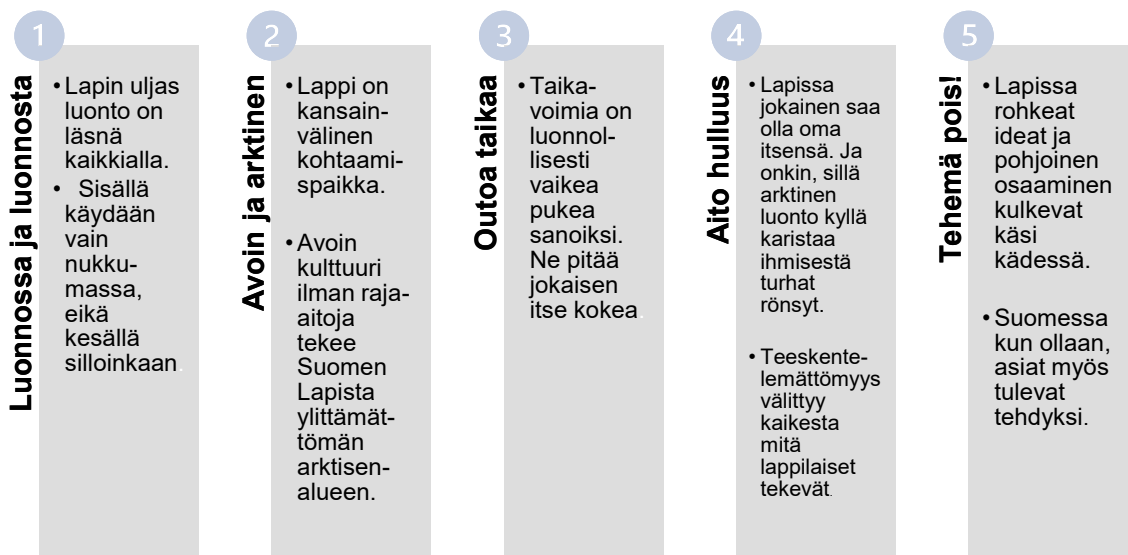 1
Luonnossa ja luonnosta
• Lapin uljas
luonto on
läsnä
kaikkialla.
• Sisällä
käydään
vain
nukku-
massa,
eikä
kesällä
silloinkaan.
2
Avoin ja arktinen
• Lappi on
kansain-
välinen
kohtaami-
spaikka.
• Avoin
kulttuuri
ilman raja-
aitoja
tekee
Suomen
Lapista
ylittämät-
tömän
arktisen-
alueen.
3
Outoa taikaa
• Taika-
voimia on
luonnol-
lisesti
vaikea
pukea
sanoiksi.
Ne pitää
jokaisen
itse kokea.
4
Aito hulluus
• Lapissa
jokainen saa
olla oma
itsensä. Ja
onkin, sillä
arktinen
luonto kyllä
karistaa
ihmisestä
turhat
rönsyt.
• Teeskente-
lemättömyys
välittyy
kaikesta
mitä
lappilaiset
tekevät.
5
Tehemä pois!
• Lapissa
rohkeat
ideat ja
pohjoinen
osaaminen
kulkevat
käsi
kädessä.
• Suomessa
kun ollaan,
asiat myös
tulevat
tehdyksi.